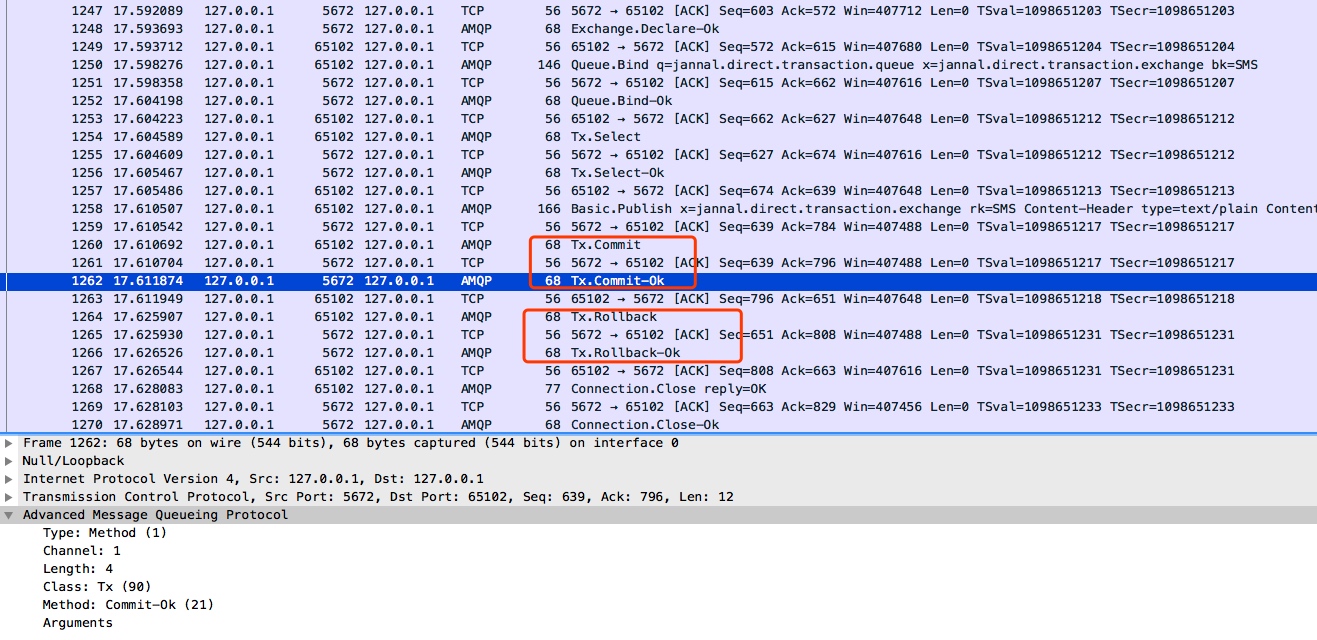 1247 17.592089 127.0.0.1 5672 127.0.0.1 TCP 56 5672 → 65102 [ACK] Seq=603 Ack=572 Win=407712 Len=0 TSval=1098651203 TSecr=1098651203
1248 17.593693 127.0.0.1 5672 127.0.0.1 AMQP 68 Exchange.Declare-Ok
1249 17.593712 127.0.0.1 65102 127.0.0.1 TCP 56 65102 → 5672 [ACK] Seq=572 Ack=615 Win=407680 Len=0 TSval=1098651204 TSecr=1098651204
1250 17.598276 127.0.0.1 65102 127.0.0.1 AMQP 146 Queue.Bind q=jannal.direct.transaction.queue x=jannal.direct.transaction.exchange bk=SMS
1251 17.598358 127.0.0.1 5672 127.0.0.1 TCP 56 5672 → 65102 [ACK] Seq=615 Ack=662 Win=407616 Len=0 TSval=1098651207 TSecr=1098651207
1252 17.604198 127.0.0.1 5672 127.0.0.1 AMQP 68 Queue.Bind-Ok
1253 17.604223 127.0.0.1 65102 127.0.0.1 TCP 56 65102 → 5672 [ACK] Seq=662 Ack=627 Win=407648 Len=0 TSval=1098651212 TSecr=1098651212
1254 17.604589 127.0.0.1 65102 127.0.0.1 AMQP 68 Tx.Select
1255 17.604609 127.0.0.1 5672 127.0.0.1 TCP 56 5672 → 65102 [ACK] Seq=627 Ack=674 Win=407616 Len=0 TSval=1098651212 TSecr=1098651212
1256 17.605467 127.0.0.1 5672 127.0.0.1 AMQP 68 Tx.Select-Ok
1257 17.605486 127.0.0.1 65102 127.0.0.1 TCP 56 65102 → 5672 [ACK] Seq=674 Ack=639 Win=407648 Len=0 TSval=1098651213 TSecr=1098651213
1258 17.610507 127.0.0.1 65102 127.0.0.1 AMQP 166 Basic.Publish x=jannal.direct.transaction.exchange rk=SMS Content-Header type=text/plain Content
1259 17.610542 127.0.0.1 5672 127.0.0.1 TCP 56 5672 → 65102 [ACK] Seq=639 Ack=784 Win=407488 Len=0 TSval=1098651217 TSecr=1098651217
1260 17.610692 127.0.0.1 65102 127.0.0.1 AMQP 68 Tx.Commit
1261 17.610704 127.0.0.1 5672 127.0.0.1 TCP 56 5672 → 65102 [ACK] Seq=639 Ack=796 Win=407488 Len=0 TSval=1098651217 TSecr=1098651217
1262 17.611874 127.0.0.1 5672 127.0.0.1 AMQP 68 Tx.Commit-Ok
1263 17.611949 127.0.0.1 65102 127.0.0.1 TCP 56 65102 → 5672 [ACK] Seq=796 Ack=651 Win=407648 Len=0 TSval=1098651218 TSecr=1098651218
1264 17.625907 127.0.0.1 65102 127.0.0.1 AMQP 68 Tx.Rollback
1265 17.625930 127.0.0.1 5672 127.0.0.1 TCP 56 5672 → 65102 [ACK] Seq=651 Ack=808 Win=407488 Len=0 TSval=1098651231 TSecr=1098651231
1266 17.626526 127.0.0.1 5672 127.0.0.1 AMQP 68 Tx.Rollback-Ok
1267 17.626544 127.0.0.1 65102 127.0.0.1 TCP 56 65102 → 5672 [ACK] Seq=808 Ack=663 Win=407616 Len=0 TSval=1098651231 TSecr=1098651231
1268 17.628083 127.0.0.1 65102 127.0.0.1 AMQP 77 Connection.Close reply=OK
1269 17.628103 127.0.0.1 5672 127.0.0.1 TCP 56 5672 → 65102 [ACK] Seq=663 Ack=829 Win=407456 Len=0 TSval=1098651233 TSecr=1098651233
1270 17.628971 127.0.0.1 5672 127.0.0.1 AMQP 68 Connection.Close-Ok
Frame 1262: 68 bytes on wire (544 bits), 68 bytes captured (544 bits) on interface 0
Null/Loopback
Internet Protocol Version 4, Src: 127.0.0.1, Dst: 127.0.0.1
Transmission Control Protocol, Src Port: 5672, Dst Port: 65102, Seq: 639, Ack: 796, Len: 12
Advanced Message Queueing Protocol
Type: Method (1)
Channel: 1
Length: 4
Class: Tx (90)
Method: Commit-Ok (21)
Arguments